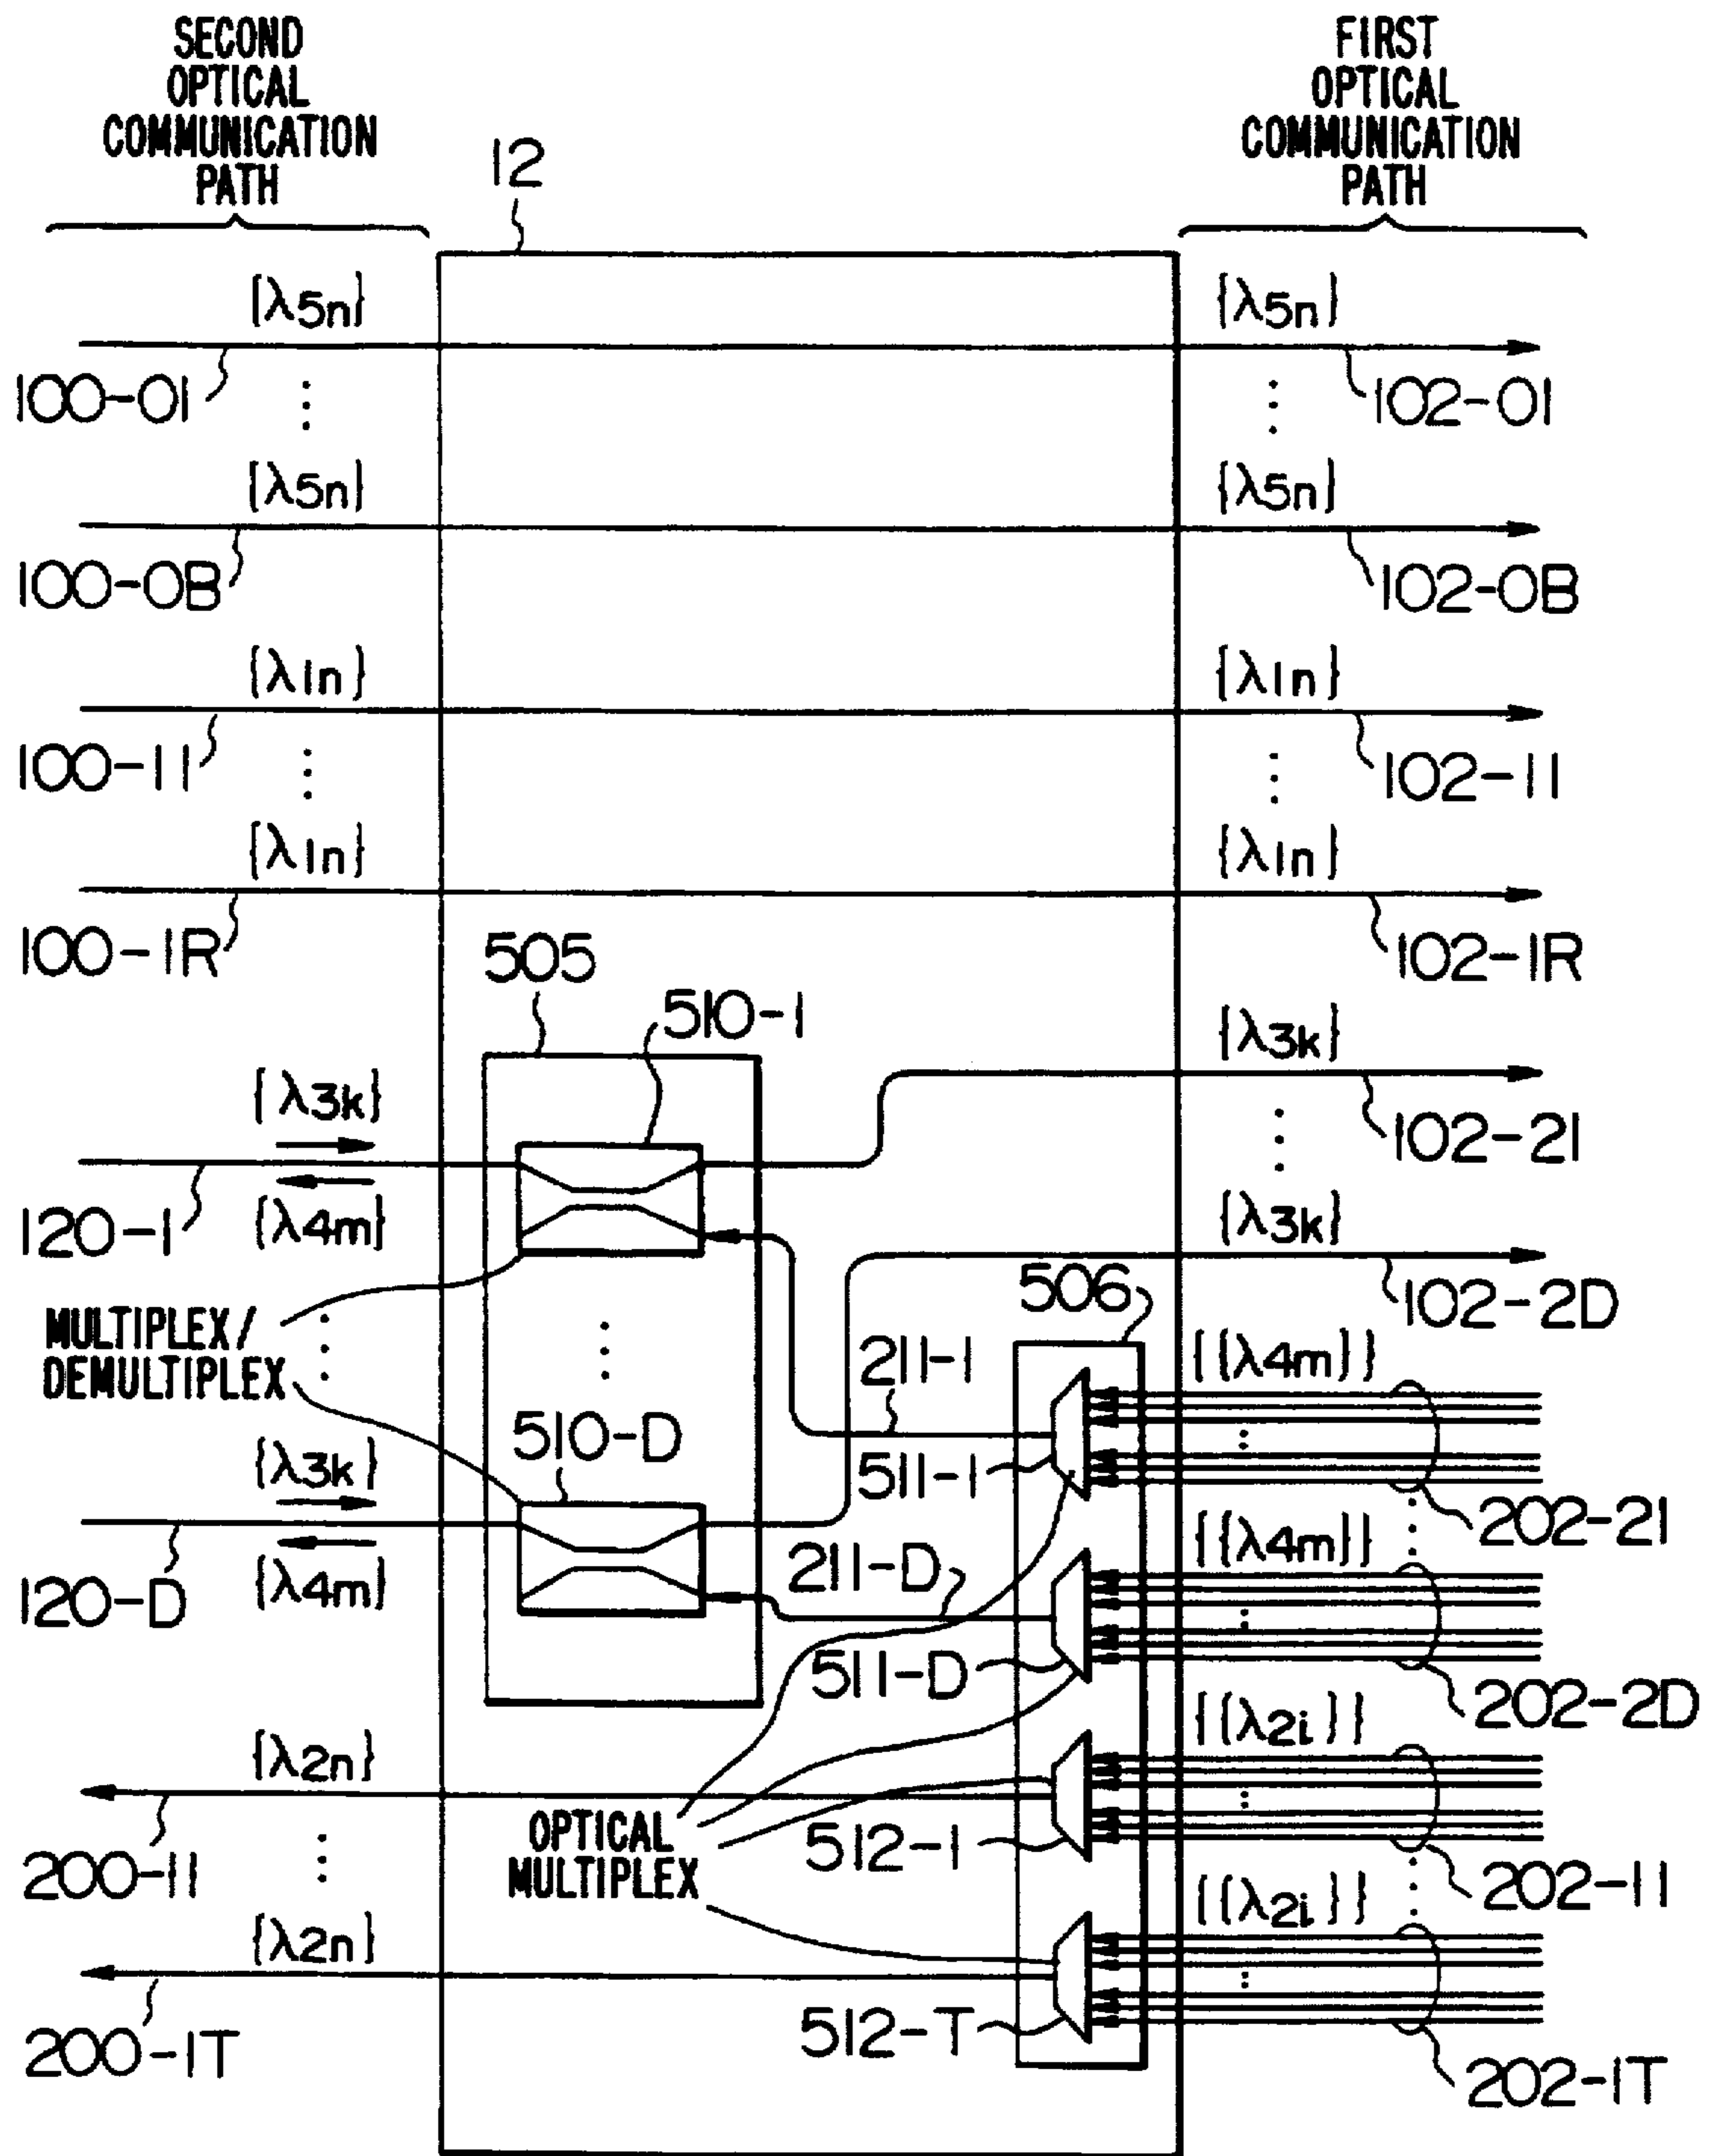 SECOND
OPTICAL
COMMUNICATION
PATH
FIRST
OPTICAL
COMMUNICATION
PATH
12
{λ5n}
{λ5n}
100-01
102-01
{λ5n}
{λ5n}
100-0B
102-0B
{λ1n}
{λ1n}
100-11
102-11
{λ1n}
{λ1n}
100-1R
102-1R
505
510-1
{λ3k}
{λ3k}
102-21
120-1
{λ4m}
{λ3k}
102-2D
506
MULTIPLEX/
DEMULTIPLEX
211-1
{{λ4m}}
510-D
511-1
202-21
{λ3k}
{{λ4m}}
120-D
{λ4m}
211-D
511-D
202-2D
{{λ2i}}
{λ2n}
OPTICAL
MULTIPLEX
512-1
200-11
202-11
{{λ2i}}
{λ2n}
512-T
200-1T
202-1T